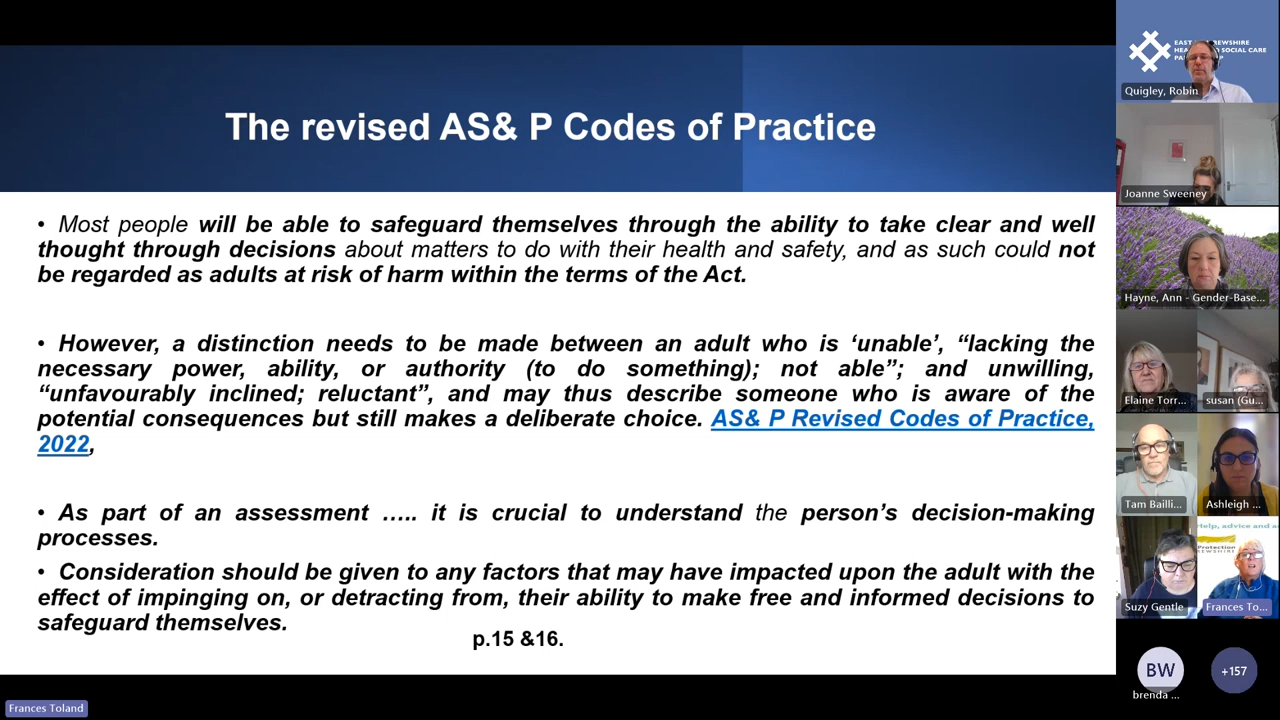 The revised AS& P Codes of Practice
• Most people will be able to safeguard themselves through the ability to take clear and well
thought through decisions about matters to do with their health and safety, and as such could not
be regarded as adults at risk of harm within the terms of the Act.
• However, a distinction needs to be made between an adult who is ‘unable’, “lacking the
necessary power, ability, or authority (to do something); not able”; and unwilling,
“unfavourably inclined; reluctant”, and may thus describe someone who is aware of the
potential consequences but still makes a deliberate choice. AS& P Revised Codes of Practice,
2022,
• As part of an assessment ….. it is crucial to understand the person’s decision-making
processes.
• Consideration should be given to any factors that may have impacted upon the adult with the
effect of impinging on, or detracting from, their ability to make free and informed decisions to
safeguard themselves.
p.15 &16.
Frances Toland
EAST
SOCIAL CARE
Quigley, Robin
Joanne Sweeney
Hayne, Ann - Gender-Base...
Elaine Torr...
susan (Gu...
Tam Bailli...
Ashleigh ...
Help, advice and
Protection
Suzy Gentle
Frances To...
BW
brenda ...
+157